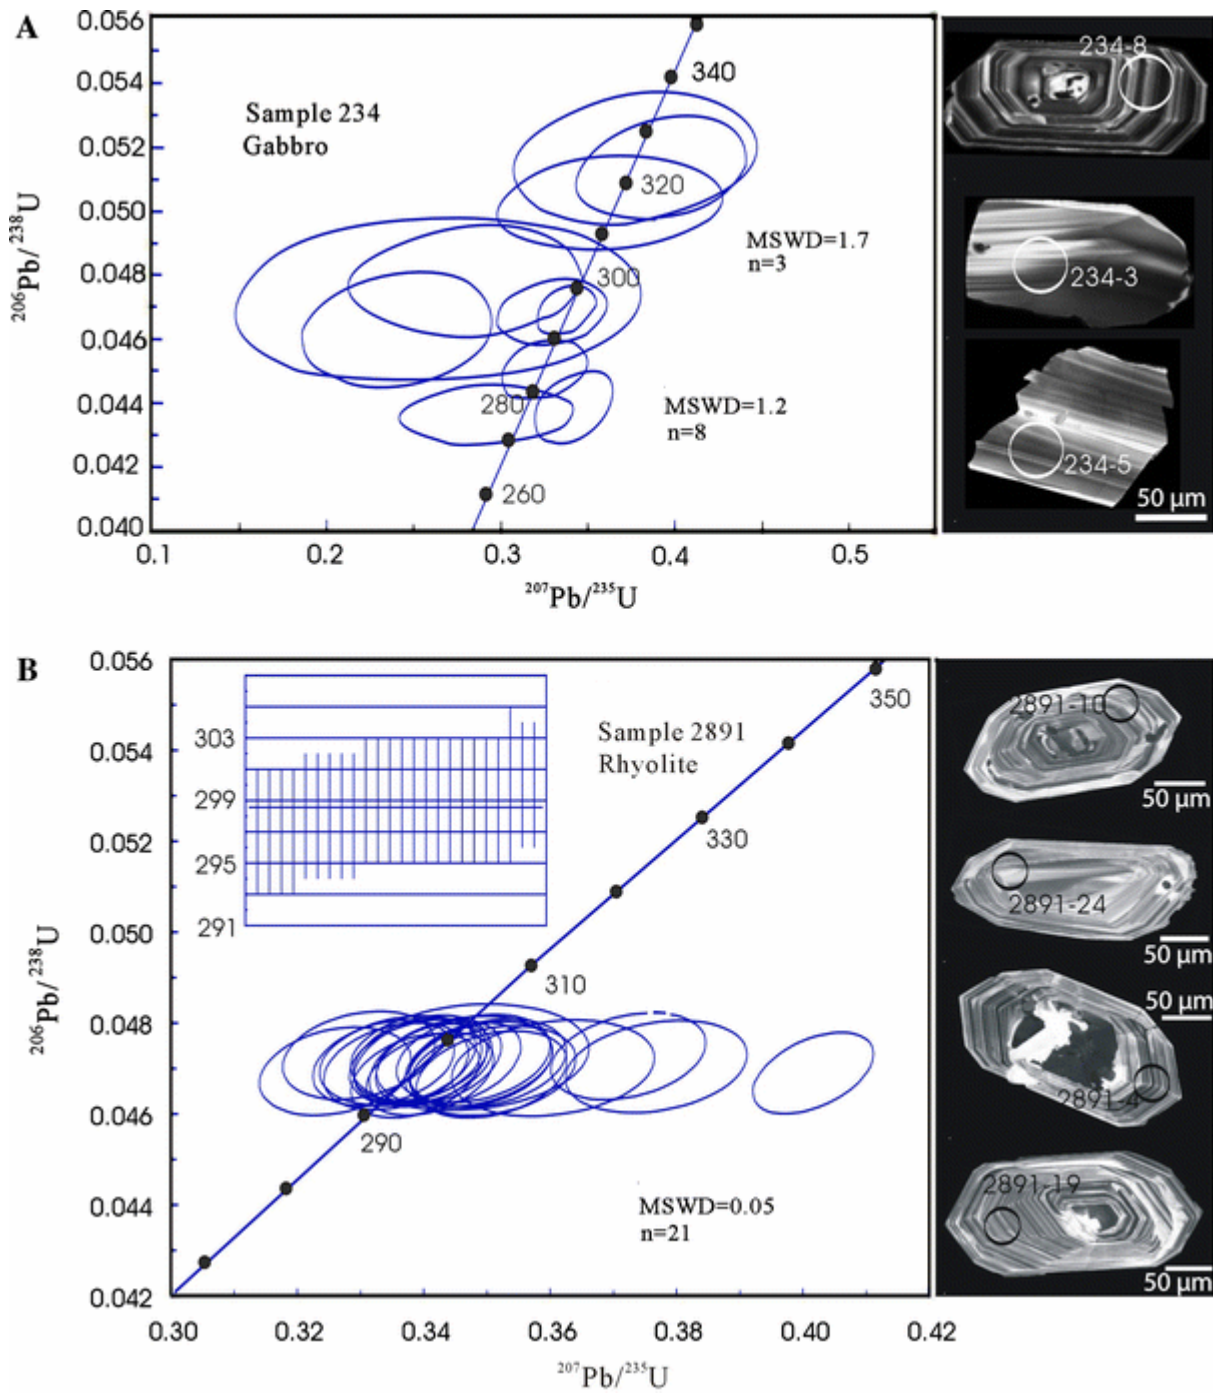 A
0.056
0.054
0.052
0.050
0.048
0.046
0.044
0.042
0.040
206Pb/238U
Sample 234
Gabbro
340
320
300
280
260
MSWD=1.7
n=3
MSWD=1.2
n=8
0.1
0.2
0.3
0.4
0.5
207Pb/235U
234-8
234-3
234-5
50 µm
B
0.056
0.054
0.052
0.050
0.048
0.046
0.044
0.042
206Pb/238U
303
299
295
291
Sample 2891
Rhyolite
350
330
310
290
MSWD=0.05
n=21
0.30
0.32
0.34
0.36
0.38
0.40
0.42
207Pb/235U
2891-10
50 µm
2891-24
50 µm
50 µm
2891-4
2891-19
50 µm